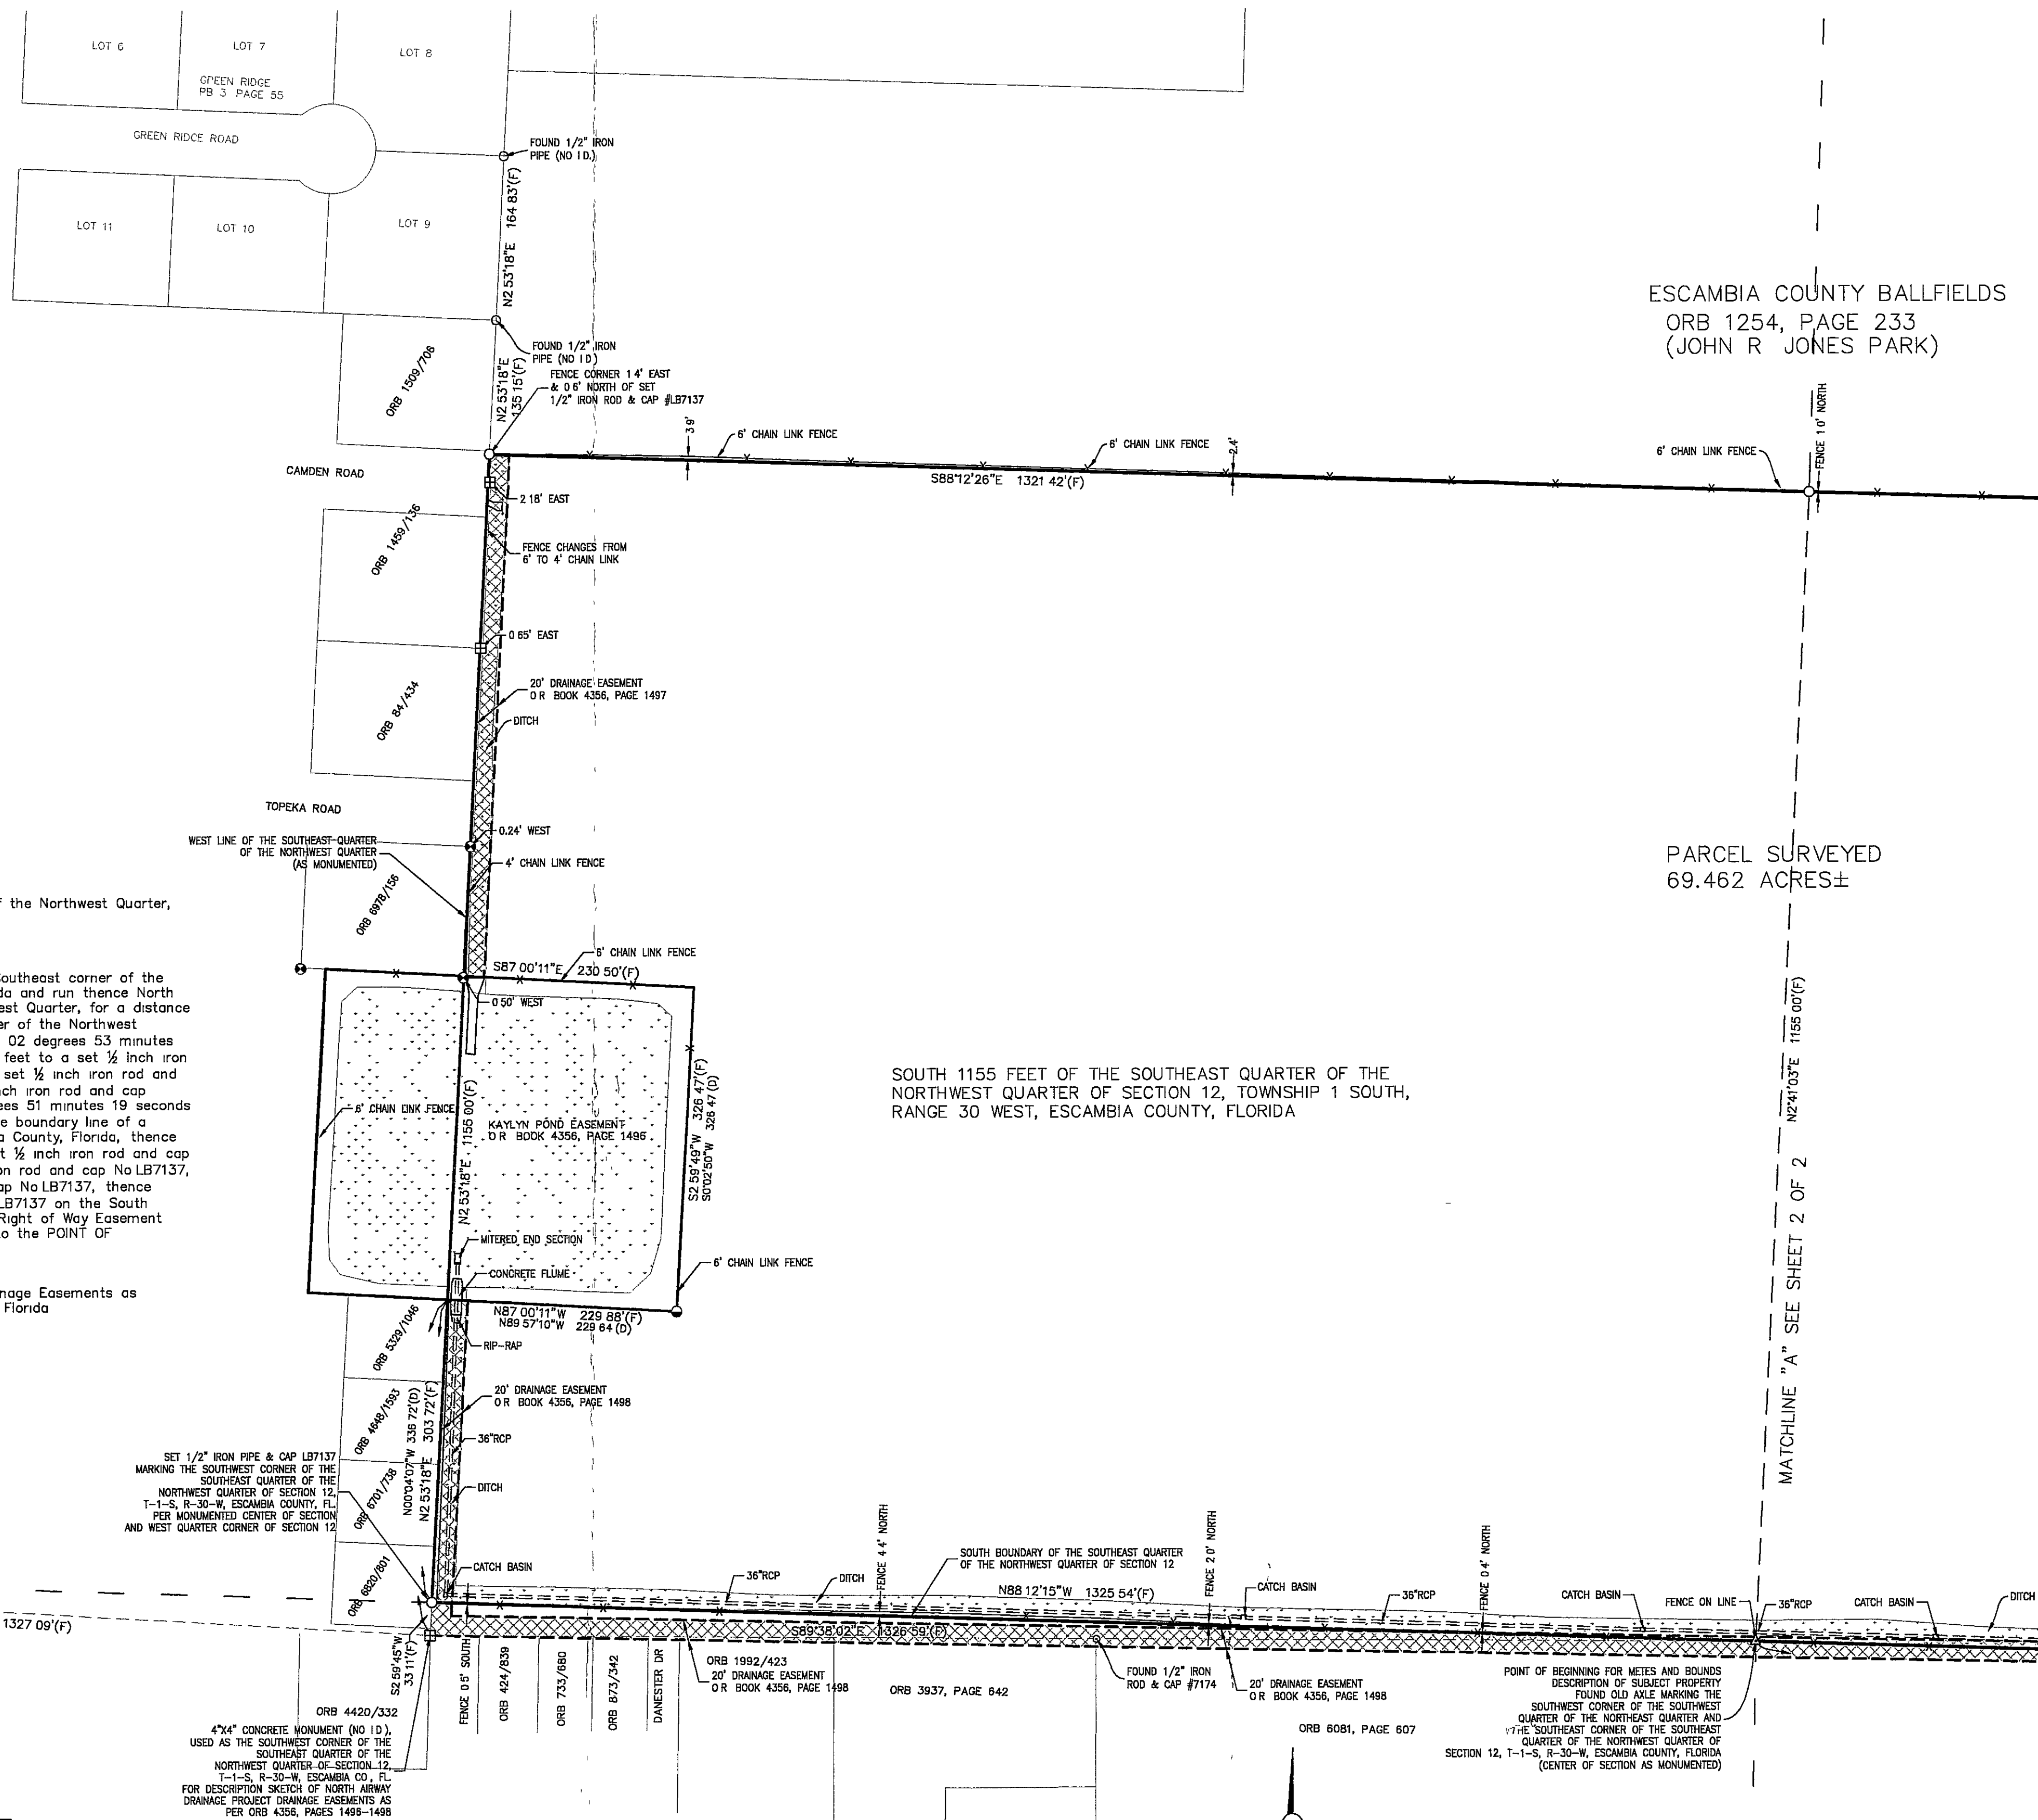 LOT 6
LOT 7
LOT 8
GREEN RIDGE
PB 3 PAGE 55
GREEN RIDGE ROAD
FOUND 1/2" IRON
PIPE (NO I D.)
LOT 11
LOT 10
LOT 9
N2 53'18"E 164 83'(F)
ESCAMBIA COUNTY BALLFIELDS
ORB 1254, PAGE 233
(JOHN R JONES PARK)
FOUND 1/2" IRON
PIPE (NO I D)
ORB 1509/706
N2 53'18"E
135 15'(F)
FENCE CORNER 1 4' EAST
& 0 6' NORTH OF SET
1/2" IRON ROD & CAP #LB7137
3 9'
6' CHAIN LINK FENCE
6' CHAIN LINK FENCE
2.4'
6' CHAIN LINK FENCE
FENCE 1 0' NORTH
CAMDEN ROAD
S88°12'26"E 1321 42'(F)
2 18' EAST
ORB 1459/136
FENCE CHANGES FROM
6' TO 4' CHAIN LINK
0 65' EAST
ORB 84/434
20' DRAINAGE EASEMENT
O R BOOK 4356, PAGE 1497
DITCH
TOPEKA ROAD
0.24' WEST
WEST LINE OF THE SOUTHEAST QUARTER
OF THE NORTHWEST QUARTER
(AS MONUMENTED)
4' CHAIN LINK FENCE
PARCEL SURVEYED
69.462 ACRES±
ORB 6978/156
f the Northwest Quarter,
6' CHAIN LINK FENCE
S87 00'11"E 230 50'(F)
0 50' WEST
outheast corner of the
da and run thence North
est Quarter, for a distance
er of the Northwest
02 degrees 53 minutes
feet to a set ½ inch iron
set ½ inch iron rod and
nch iron rod and cap
ees 51 minutes 19 seconds
e boundary line of a
a County, Florida, thence
t ½ inch iron rod and cap
on rod and cap No LB7137,
ap No LB7137, thence
LB7137 on the South
Right of Way Easement
o the POINT OF
nage Easements as
Florida
6' CHAIN LINK FENCE
N2 53'18"E 1155 00'(F)
KAYLYN POND EASEMENT
O R BOOK 4356, PAGE 1496
S2 59'49"W 326 47'(F)
S0°02'50"W 326 47(D)
SOUTH 1155 FEET OF THE SOUTHEAST QUARTER OF THE
NORTHWEST QUARTER OF SECTION 12, TOWNSHIP 1 SOUTH,
RANGE 30 WEST, ESCAMBIA COUNTY, FLORIDA
N2°41'03"E 1155 00'(F)
MATCHLINE "A" SEE SHEET 2 OF 2
MITERED END SECTION
CONCRETE FLUME
6' CHAIN LINK FENCE
N87 00'11"W 229 88'(F)
N89 57'10"W 229 64(D)
RIP-RAP
ORB 5329/1046
ORB 4648/1593
N00°04'07"W 336 72'(D)
N2 53'18"E 303 72'(F)
20' DRAINAGE EASEMENT
O R BOOK 4356, PAGE 1498
36"RCP
DITCH
ORB 6701/738
SET 1/2" IRON PIPE & CAP LB7137
MARKING THE SOUTHWEST CORNER OF THE
SOUTHEAST QUARTER OF THE
NORTHWEST QUARTER OF SECTION 12,
T-1-S, R-30-W, ESCAMBIA COUNTY, FL.
PER MONUMENTED CENTER OF SECTION
AND WEST QUARTER CORNER OF SECTION 12
ORB 6820/801
CATCH BASIN
36"RCP
DITCH
FENCE 4 4' NORTH
SOUTH BOUNDARY OF THE SOUTHEAST QUARTER
OF THE NORTHWEST QUARTER OF SECTION 12
N88 12'15"W 1325 54'(F)
FENCE 2 0' NORTH
CATCH BASIN
36"RCP
FENCE 0 4' NORTH
CATCH BASIN
FENCE ON LINE
36"RCP
CATCH BASIN
DITCH
1327 09'(F)
S89°38'02"E 1326 59'(F)
S2 59'45"W
33 11'(F)
FENCE 0 5' SOUTH
ORB 424/839
ORB 733/680
ORB 873/342
DANESTER DR
ORB 1992/423
20' DRAINAGE EASEMENT
O R BOOK 4356, PAGE 1498
ORB 3937, PAGE 642
FOUND 1/2" IRON
ROD & CAP #7174
20' DRAINAGE EASEMENT
O R BOOK 4356, PAGE 1498
ORB 6081, PAGE 607
POINT OF BEGINNING FOR METES AND BOUNDS
DESCRIPTION OF SUBJECT PROPERTY
FOUND OLD AXLE MARKING THE
SOUTHWEST CORNER OF THE SOUTHWEST
QUARTER OF THE NORTHEAST QUARTER AND
THE SOUTHEAST CORNER OF THE SOUTHEAST
QUARTER OF THE NORTHWEST QUARTER OF
SECTION 12, T-1-S, R-30-W, ESCAMBIA COUNTY, FLORIDA
(CENTER OF SECTION AS MONUMENTED)
ORB 4420/332
4"X4" CONCRETE MONUMENT (NO I D),
USED AS THE SOUTHWEST CORNER OF THE
SOUTHEAST QUARTER OF THE
NORTHWEST QUARTER OF SECTION 12,
T-1-S, R-30-W, ESCAMBIA CO, FL.
FOR DESCRIPTION SKETCH OF NORTH AIRWAY
DRAINAGE PROJECT DRAINAGE EASEMENTS AS
PER ORB 4356, PAGES 1496-1498